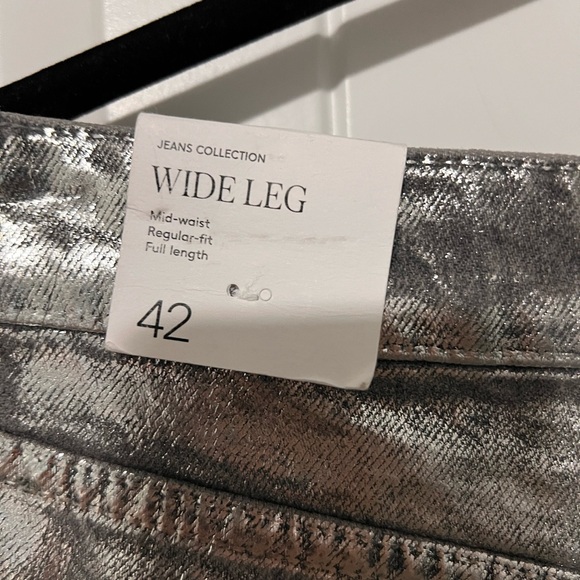 JEANS COLLECTION
WIDE LEG
Mid-waist
Regular-fit
Full length
42